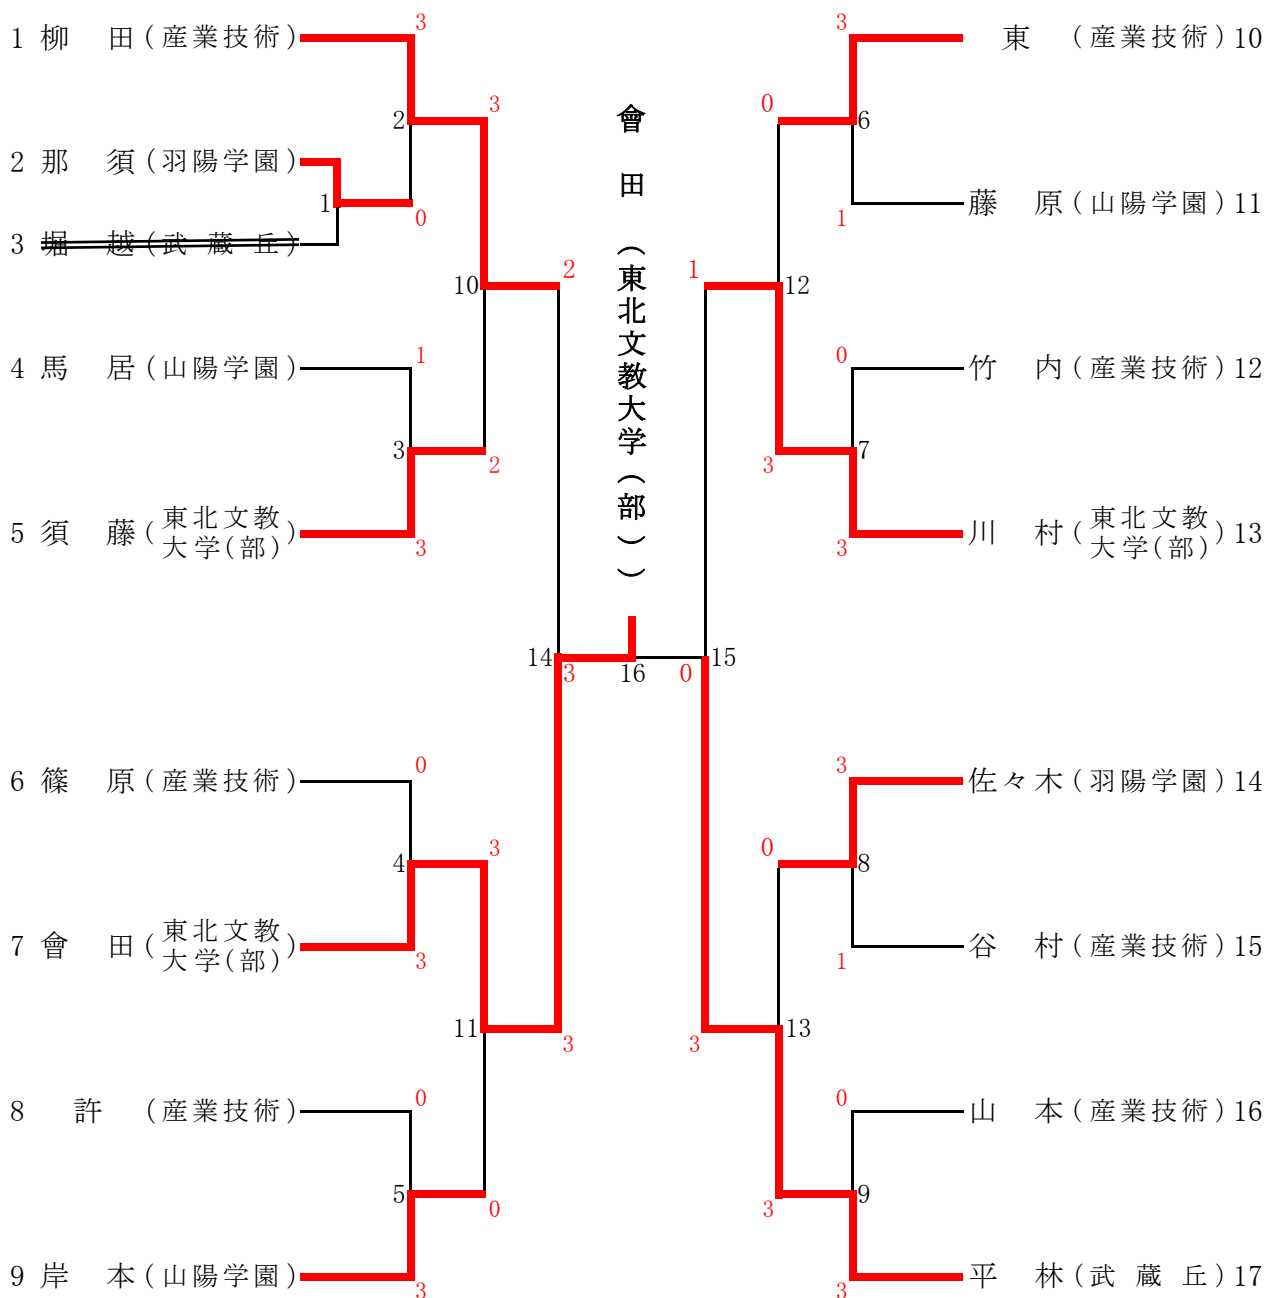 1 柳 田 (産業技術)
2 那 須 (羽陽学園)
3 堀 越 (武蔵丘)
4 馬 居 (山陽学園)
5 須 藤 (東北文教
大学(部))
6 篠 原 (産業技術)
7 會 田 (東北文教
大学(部))
8 許 (産業技術)
9 岸 本 (山陽学園)
3
2
1
0
3
10
1
3
3
2
2
14
3
0
4
3
3
11
3
0
5
3
0
會田(東北文教大学(部))
16
東 (産業技術) 10
藤 原 (山陽学園) 11
竹 内 (産業技術) 12
川 村 (東北文教
大学(部)) 13
佐々木 (羽陽学園) 14
谷 村 (産業技術) 15
山 本 (産業技術) 16
平 林 (武蔵丘) 17
3
0
6
1
1
12
0
7
3
3
0
15
3
0
8
1
13
3
0
9
3
3